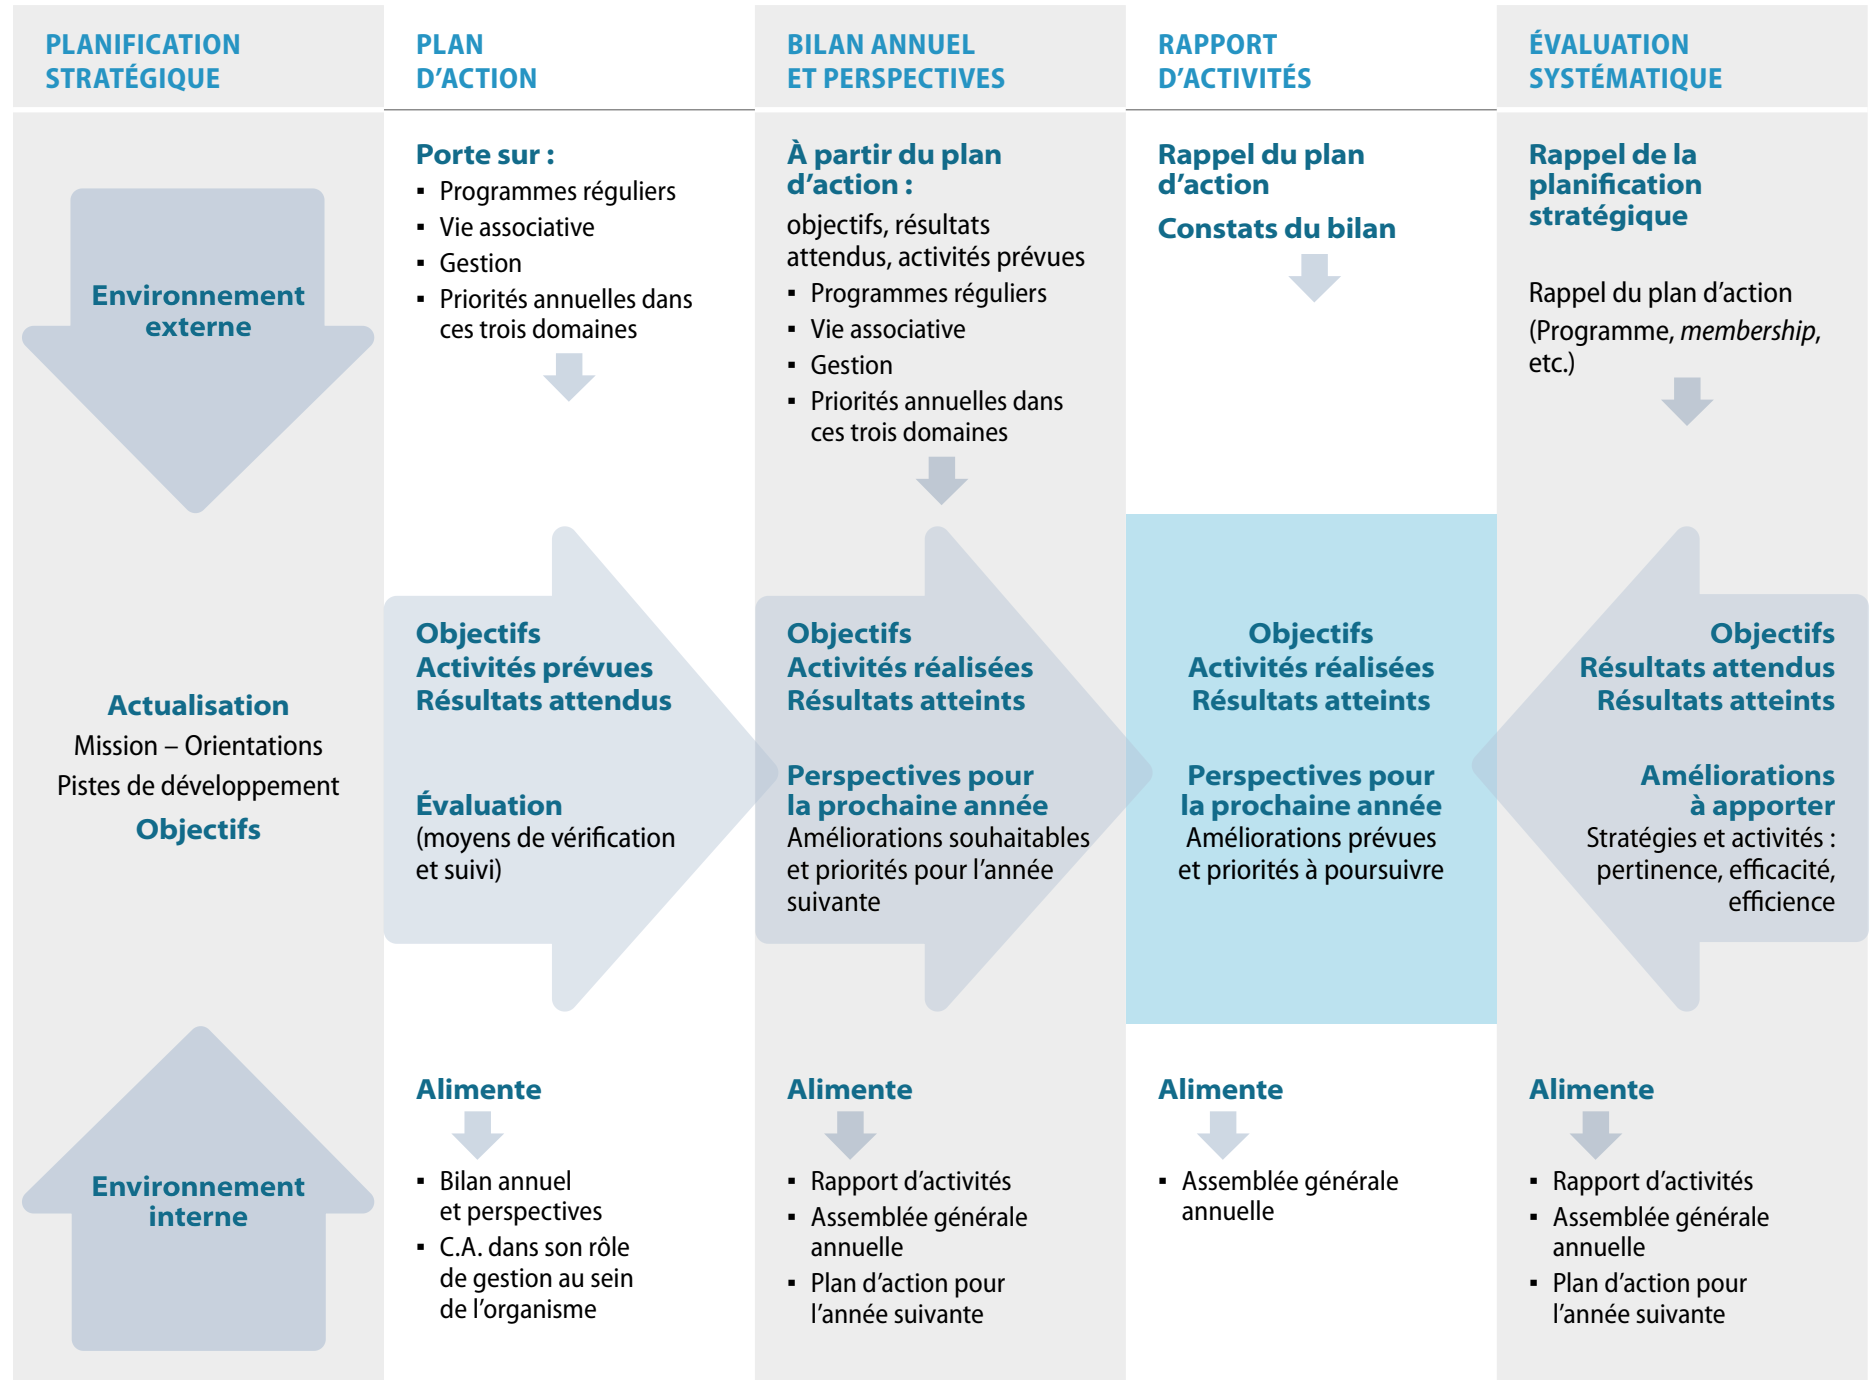 PLANIFICATION
STRATÉGIQUE
Environnement
externe
Actualisation
Mission – Orientations
Pistes de développement
Objectifs
Environnement
interne
PLAN
D’ACTION
Porte sur :
▪ Programmes réguliers
▪ Vie associative
▪ Gestion
▪ Priorités annuelles dans
ces trois domaines
Objectifs
Activités prévues
Résultats attendus
Évaluation
(moyens de vérification
et suivi)
Alimente
▪ Bilan annuel
et perspectives
▪ C.A. dans son rôle
de gestion au sein
de l’organisme
BILAN ANNUEL
ET PERSPECTIVES
À partir du plan
d’action :
objectifs, résultats
attendus, activités prévues
▪ Programmes réguliers
▪ Vie associative
▪ Gestion
▪ Priorités annuelles dans
ces trois domaines
Objectifs
Activités réalisées
Résultats atteints
Perspectives pour
la prochaine année
Améliorations souhaitables
et priorités pour l’année
suivante
Alimente
▪ Rapport d’activités
▪ Assemblée générale
annuelle
▪ Plan d’action pour
l’année suivante
RAPPORT
D’ACTIVITÉS
Rappel du plan
d’action
Constats du bilan
Objectifs
Activités réalisées
Résultats atteints
Perspectives pour
la prochaine année
Améliorations prévues
et priorités à poursuivre
Alimente
▪ Assemblée générale
annuelle
ÉVALUATION
SYSTÉMATIQUE
Rappel de la
planification
stratégique
Rappel du plan d’action
(Programme, membership,
etc.)
Objectifs
Résultats attendus
Résultats atteints
Améliorations
à apporter
Stratégies et activités :
pertinence, efficacité,
efficience
Alimente
▪ Rapport d’activités
▪ Assemblée générale
annuelle
▪ Plan d’action pour
l’année suivante